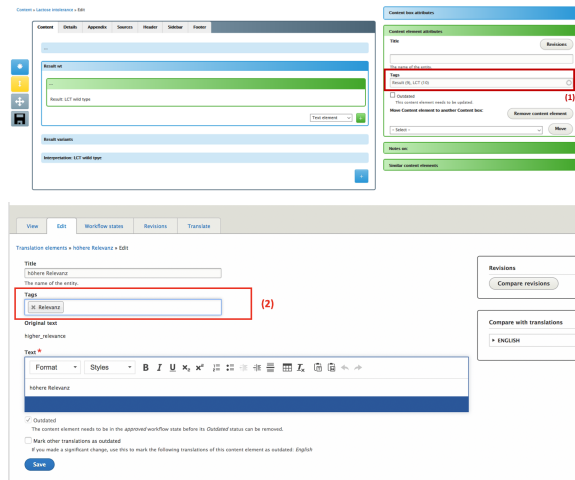 Content » Lactose intolerance » Edit
Content Details Appendix Sources Header Sidebar Footer
...
Result wt
...
Result LCT wild type
Text element
+
Result variants
Interpretation: LCT wild type
Content box attributes
Content element attributes
Title
Revisions
The name of the entity.
Tags
Result (9), LCT (10)
(1)
Outdated
This content element needs to be updated.
Move Content element to another Content box:
Remove content element
- Select -
Move
Notes on:
Similar content elements
View Edit Workflow states Revisions Translate
Translation elements » höhere Relevanz » Edit
Title
höhere Relevanz
The name of the entity.
Tags
× Relevanz
(2)
Original text
higher_relevance
Text *
Format Styles B I U x₂ x² Tx
höhere Relevanz
Outdated
The content element needs to be in the approved workflow state before its Outdated status can be removed.
Mark other translations as outdated
If you made a significant change, use this to mark the following translations of this content element as outdated: English
Save
Revisions
Compare revisions
Compare with translations
ENGLISH